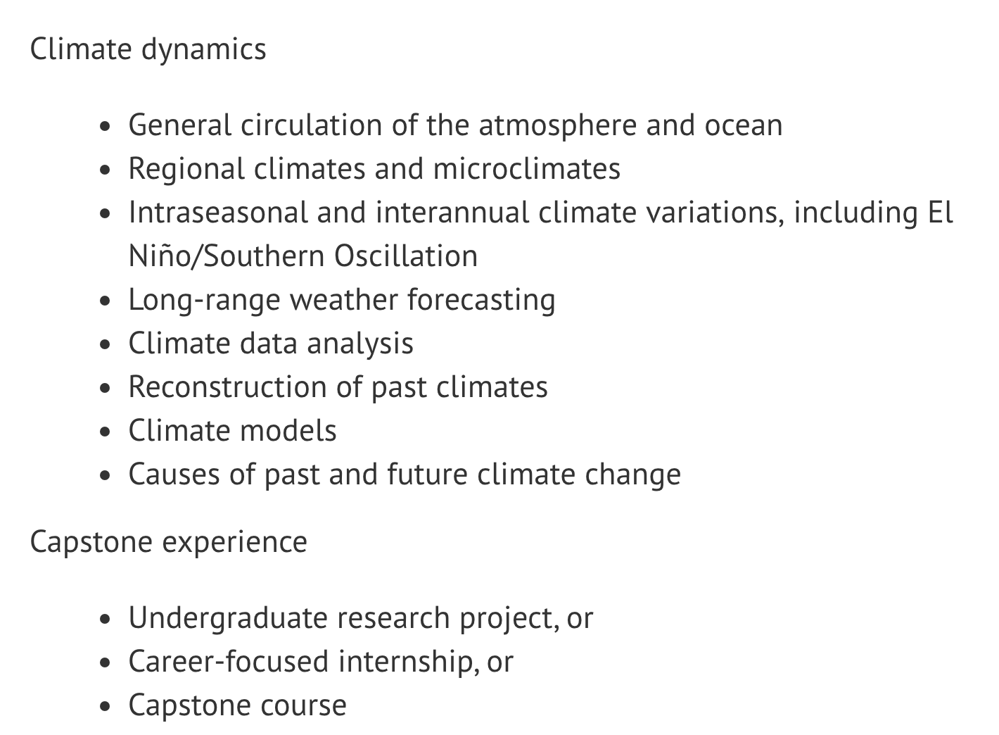 Climate dynamics
• General circulation of the atmosphere and ocean
• Regional climates and microclimates
• Intraseasonal and interannual climate variations, including El
Niño/Southern Oscillation
• Long-range weather forecasting
• Climate data analysis
• Reconstruction of past climates
• Climate models
• Causes of past and future climate change
Capstone experience
• Undergraduate research project, or
• Career-focused internship, or
• Capstone course